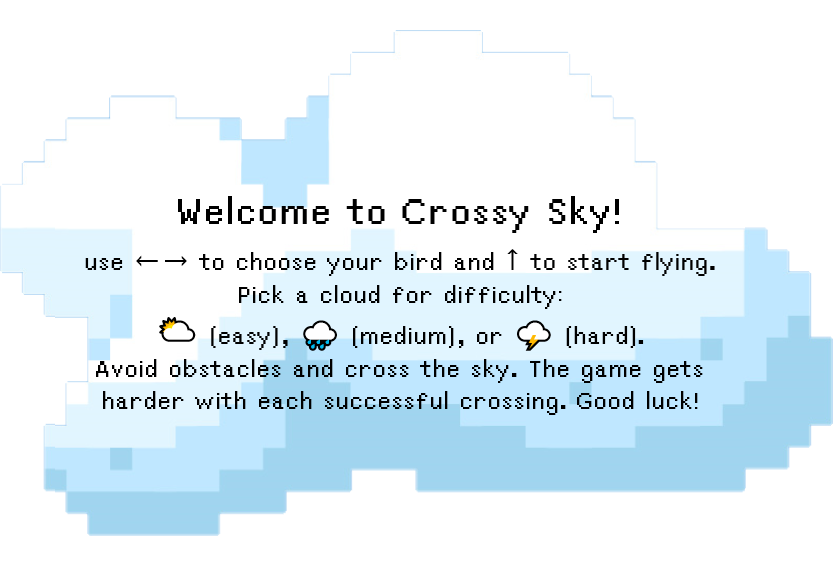 Welcome to Crossy Sky!
use ←→ to choose your bird and ↑ to start flying.
Pick a cloud for difficulty:
(easy), (medium), or (hard).
Avoid obstacles and cross the sky. The game gets
harder with each successful crossing. Good luck!